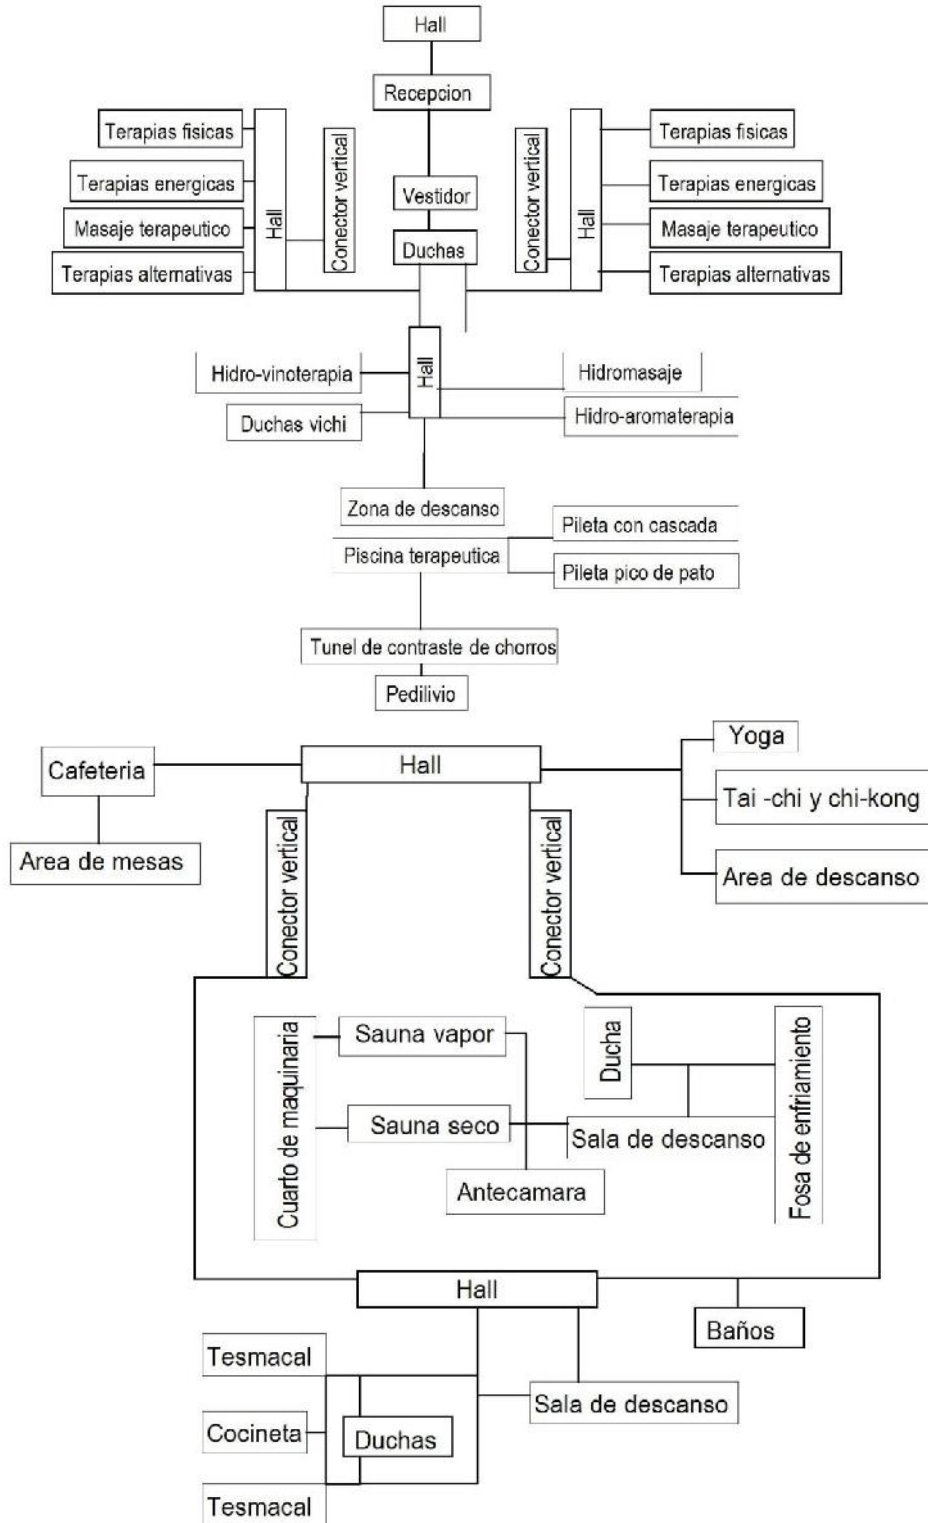 Hall
Recepcion
Terapias fisicas
Terapias energicas
Masaje terapeutico
Terapias alternativas
Hall
Conector vertical
Vestidor
Duchas
Conector vertical
Hall
Terapias fisicas
Terapias energicas
Masaje terapeutico
Terapias alternativas
Hall
Hidro-vinoterapia
Duchas vichi
Hidromasaje
Hidro-aromaterapia
Zona de descanso
Piscina terapeutica
Pileta con cascada
Pileta pico de pato
Tunel de contraste de chorros
Pedilivio
Hall
Cafeteria
Area de mesas
Yoga
Tai -chi y chi-kong
Area de descanso
Conector vertical
Conector vertical
Cuarto de maquinaria
Sauna vapor
Sauna seco
Antecamara
Ducha
Sala de descanso
Fosa de enfriamiento
Hall
Baños
Tesmacal
Cocineta
Duchas
Tesmacal
Sala de descanso